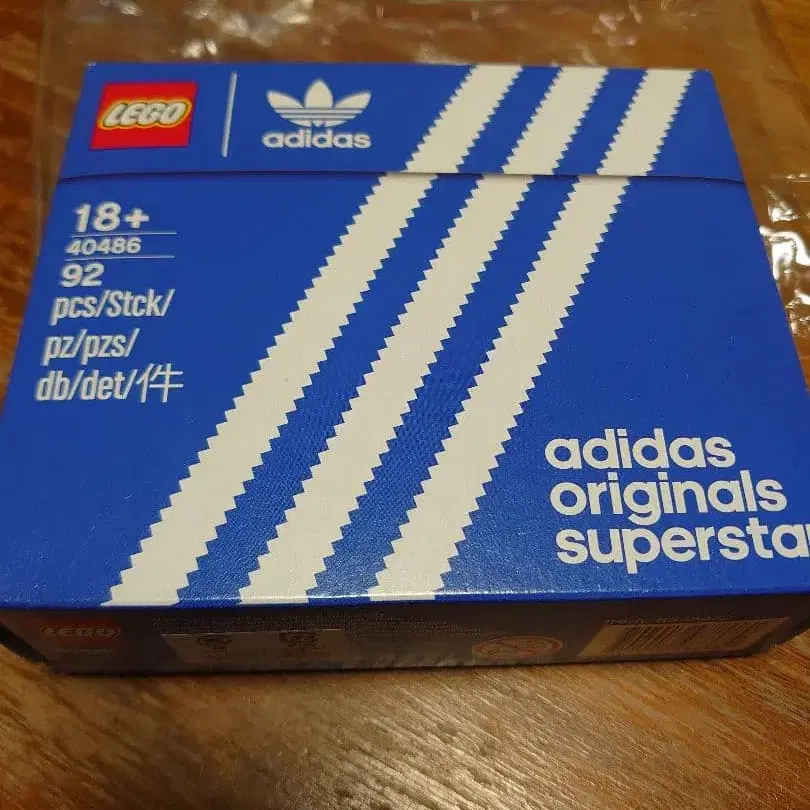 LEGO
adidas
18+
40486
92
pcs/Stck/
pz/pzs/
db/det/件
adidas
originals
supersta
LEGO